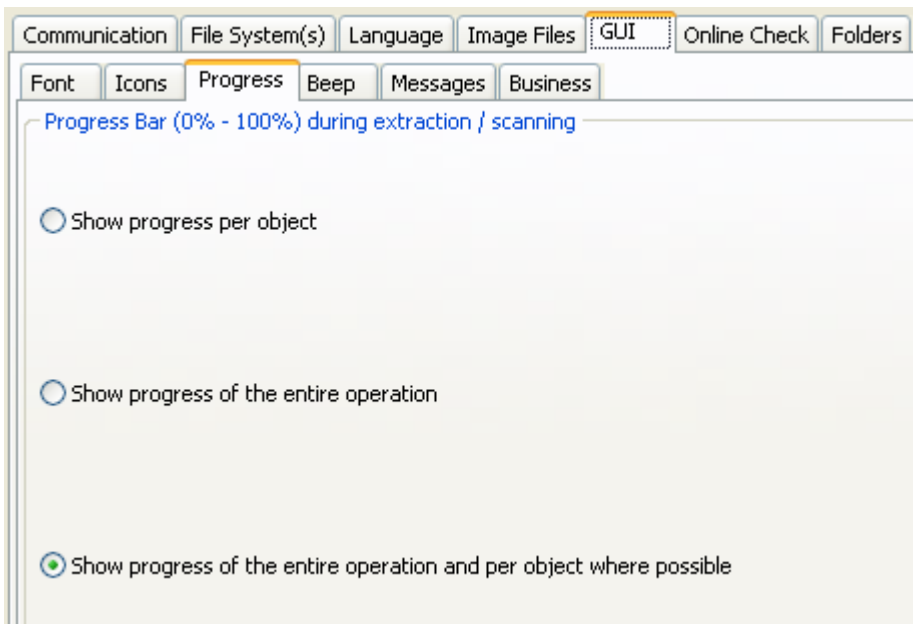 Communication File System(s) Language Image Files GUI Online Check Folders
Font Icons Progress Beep Messages Business
Progress Bar (0% - 100%) during extraction / scanning
Show progress per object
Show progress of the entire operation
Show progress of the entire operation and per object where possible